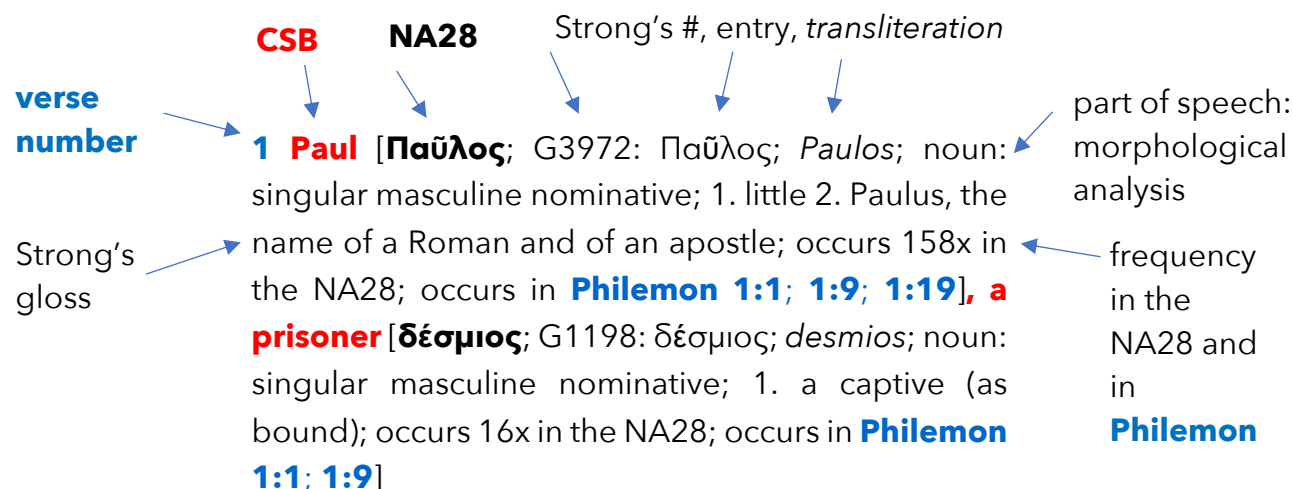 CSB NA28 Strong’s #, entry, transliteration
verse
number
1 Paul [Παῦλος; G3972: Παῦλος; Paulos; noun:
singular masculine nominative; 1. little 2. Paulus, the
name of a Roman and of an apostle; occurs 158x in
the NA28; occurs in Philemon 1:1; 1:9; 1:19], a
prisoner [δέσμιος; G1198: δέσμιος; desmios; noun:
singular masculine nominative; 1. a captive (as
bound); occurs 16x in the NA28; occurs in Philemon
1:1; 1:9]
part of speech:
morphological
analysis
Strong’s
gloss
frequency
in the
NA28 and
in
Philemon